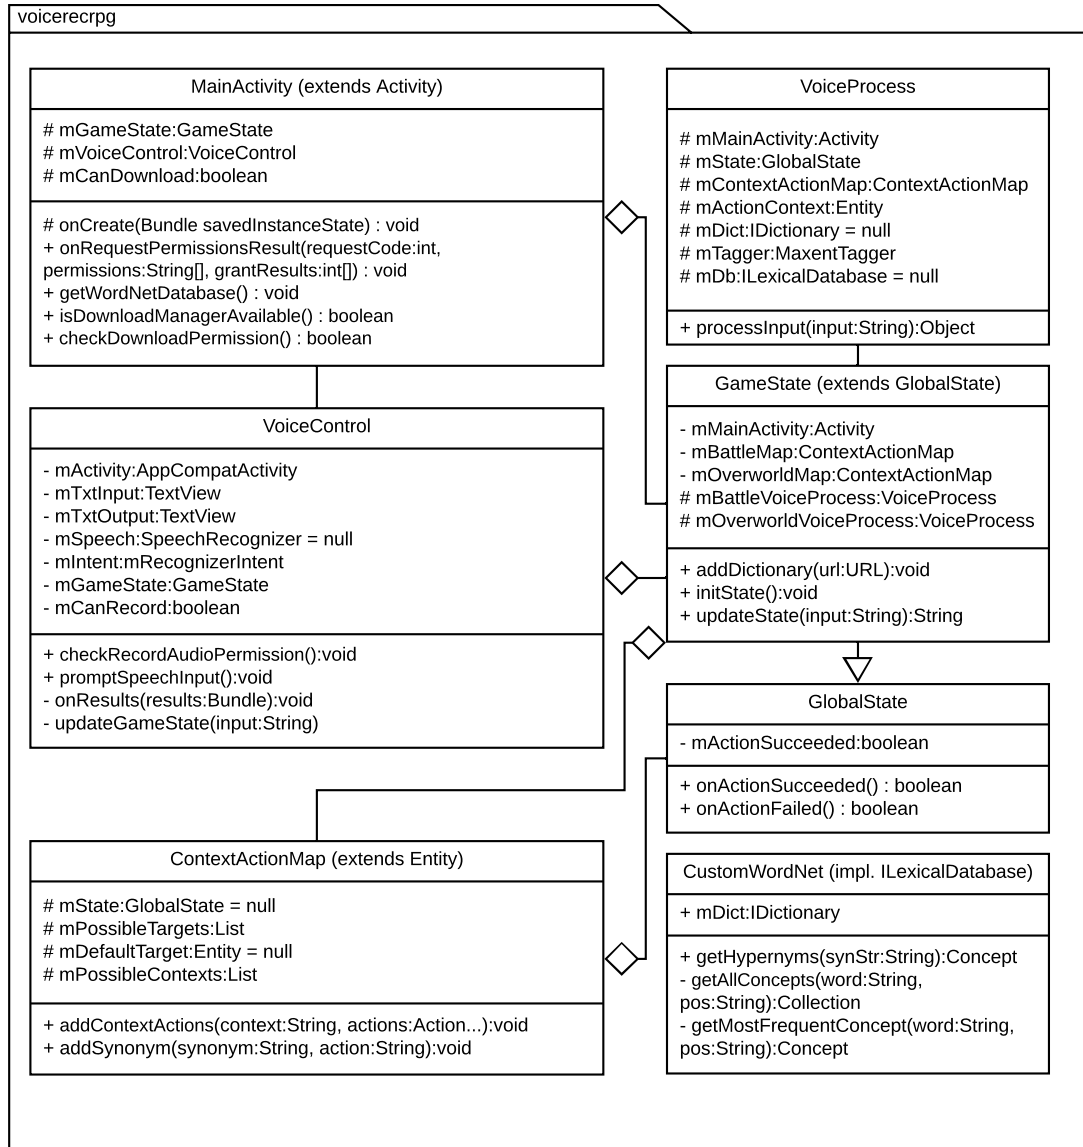 voicerecrpg
MainActivity (extends Activity)
# mGameState:GameState
# mVoiceControl:VoiceControl
# mCanDownload:boolean
# onCreate(Bundle savedInstanceState) : void
+ onRequestPermissionsResult(requestCode:int,
permissions:String[], grantResults:int[]) : void
+ getWordNetDatabase() : void
+ isDownloadManagerAvailable() : boolean
+ checkDownloadPermission() : boolean
VoiceControl
- mActivity:AppCompatActivity
- mTxtInput:TextView
- mTxtOutput:TextView
- mSpeech:SpeechRecognizer = null
- mIntent:mRecognizerIntent
- mGameState:GameState
- mCanRecord:boolean
+ checkRecordAudioPermission():void
+ promptSpeechInput():void
- onResults(results:Bundle):void
- updateGameState(input:String)
ContextActionMap (extends Entity)
# mState:GlobalState = null
# mPossibleTargets:List
# mDefaultTarget:Entity = null
# mPossibleContexts:List
+ addContextActions(context:String, actions:Action...):void
+ addSynonym(synonym:String, action:String):void
VoiceProcess
# mMainActivity:Activity
# mState:GlobalState
# mContextActionMap:ContextActionMap
# mActionContext:Entity
# mDict:IDictionary = null
# mTagger:MaxentTagger
# mDb:ILexicalDatabase = null
+ processInput(input:String):Object
GameState (extends GlobalState)
- mMainActivity:Activity
- mBattleMap:ContextActionMap
- mOverworldMap:ContextActionMap
# mBattleVoiceProcess:VoiceProcess
# mOverworldVoiceProcess:VoiceProcess
+ addDictionary(url:URL):void
+ initState():void
+ updateState(input:String):String
GlobalState
- mActionSucceeded:boolean
+ onActionSucceeded() : boolean
+ onActionFailed() : boolean
CustomWordNet (impl. ILexicalDatabase)
+ mDict:IDictionary
+ getHypernyms(synStr:String):Concept
- getAllConcepts(word:String,
pos:String):Collection
- getMostFrequentConcept(word:String,
pos:String):Concept